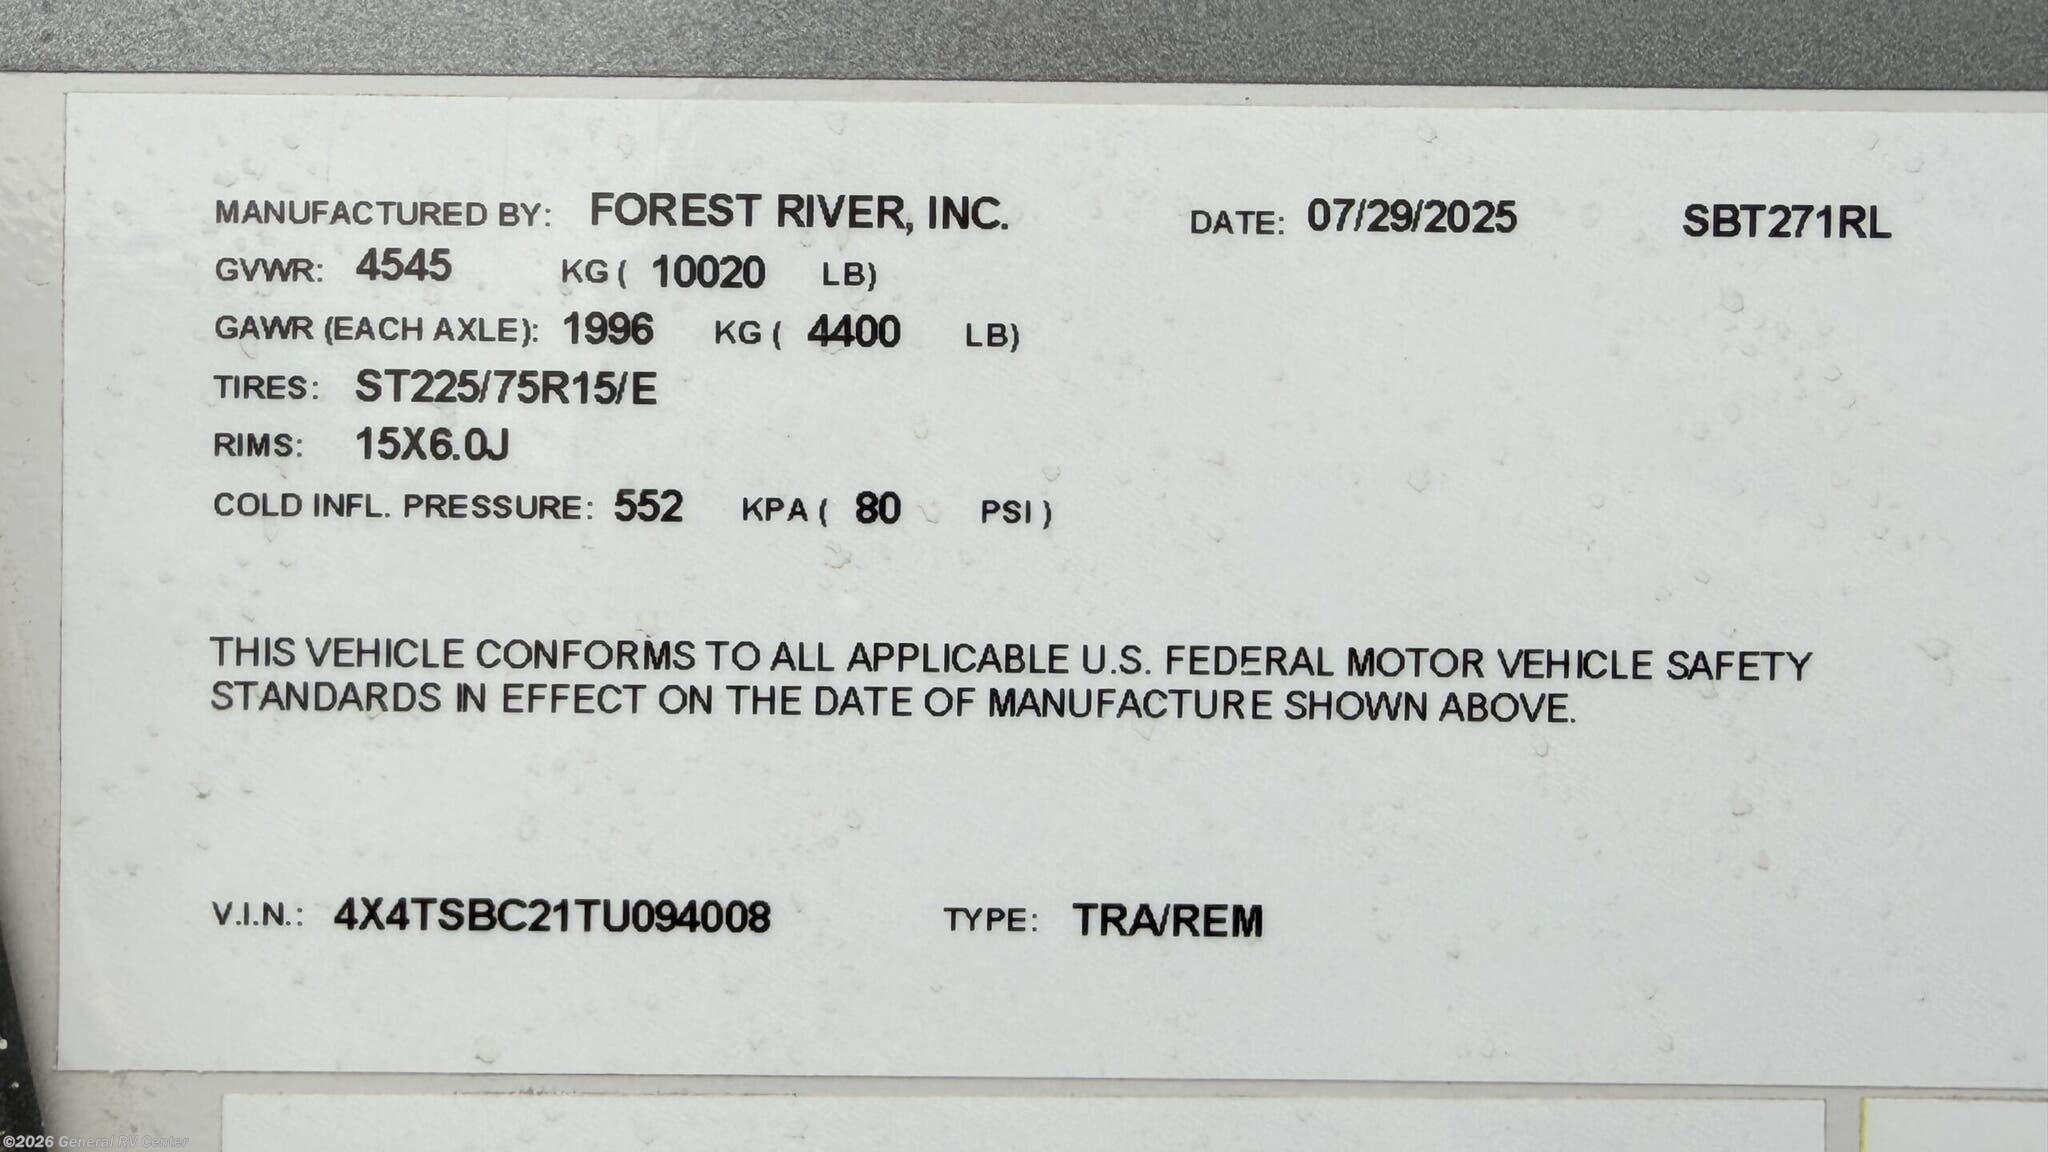 MANUFACTURED BY: FOREST RIVER, INC. DATE: 07/29/2025 SBT271RL
GVWR: 4545 KG ( 10020 LB)
GAWR (EACH AXLE): 1996 KG ( 4400 LB)
TIRES: ST225/75R15/E
RIMS: 15X6.0J
COLD INFL. PRESSURE: 552 KPA ( 80 PSI )
THIS VEHICLE CONFORMS TO ALL APPLICABLE U.S. FEDERAL MOTOR VEHICLE SAFETY
STANDARDS IN EFFECT ON THE DATE OF MANUFACTURE SHOWN ABOVE.
V.I.N.: 4X4TSBC21TU094008 TYPE: TRA/REM
©2026 General RV Center